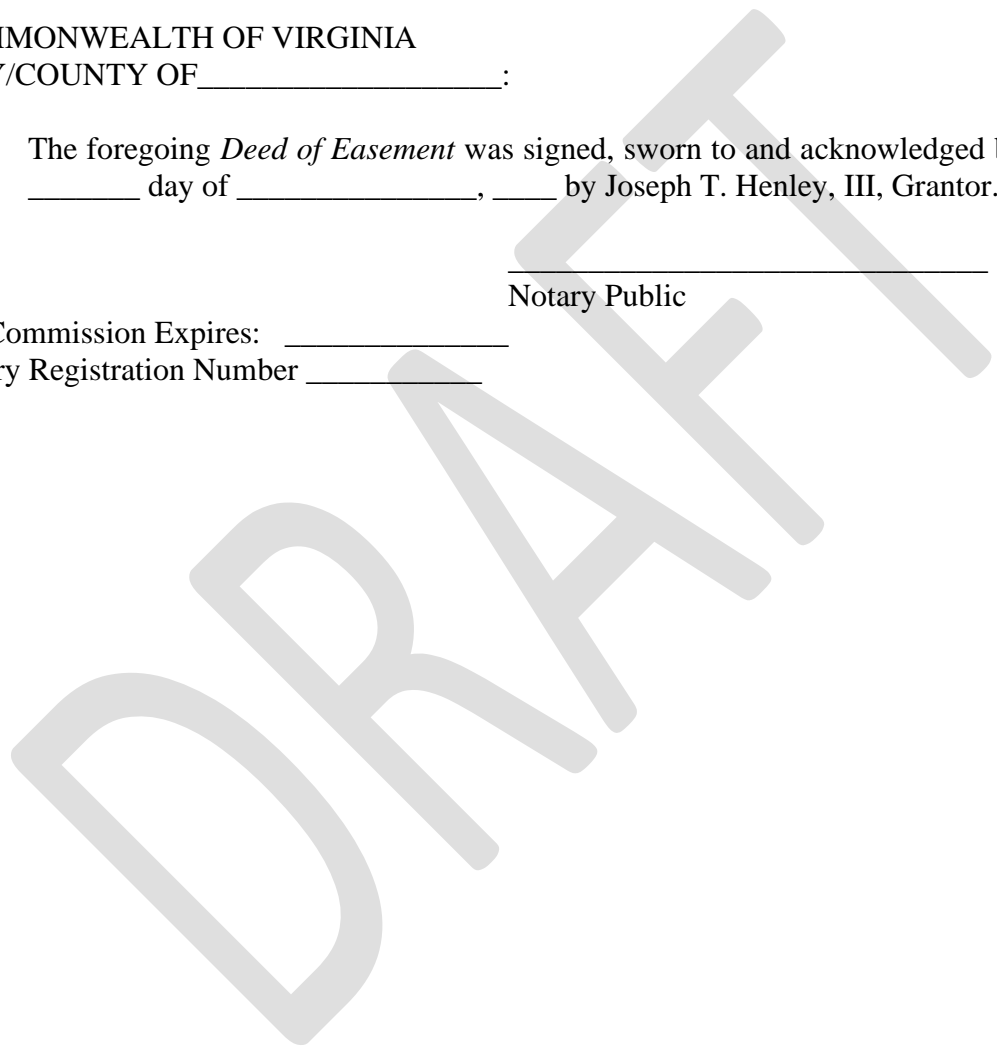 MMONWEALTH OF VIRGINIA
Y/COUNTY OF___________________:
The foregoing Deed of Easement was signed, sworn to and acknowledged
_______ day of _______________, ____ by Joseph T. Henley, III, Grantor.
______________________________
Notary Public
Commission Expires: ______________
ry Registration Number ___________
DRAFT